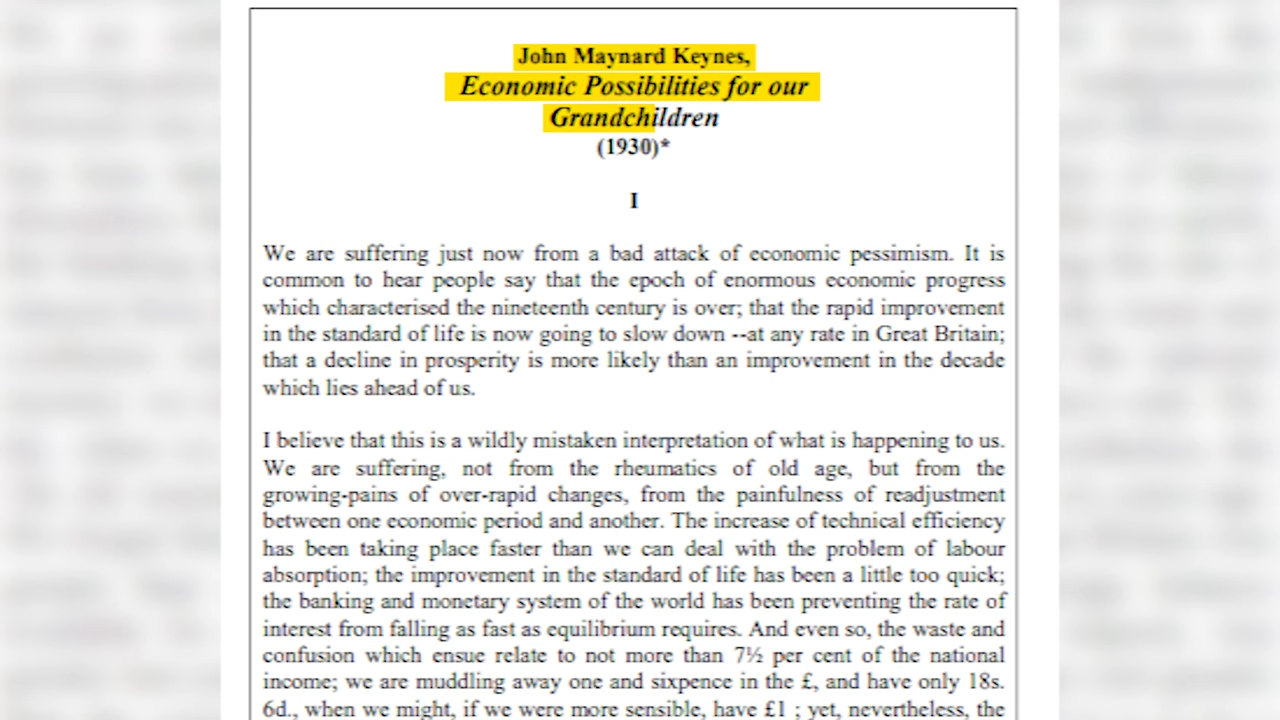 John Maynard Keynes,
Economic Possibilities for our
Grandchildren
(1930)*
I
We are suffering just now from a bad attack of economic pessimism. It is
common to hear people say that the epoch of enormous economic progress
which characterised the nineteenth century is over; that the rapid improvement
in the standard of life is now going to slow down --at any rate in Great Britain;
that a decline in prosperity is more likely than an improvement in the decade
which lies ahead of us.
I believe that this is a wildly mistaken interpretation of what is happening to us.
We are suffering, not from the rheumatics of old age, but from the
growing-pains of over-rapid changes, from the painfulness of readjustment
between one economic period and another. The increase of technical efficiency
has been taking place faster than we can deal with the problem of labour
absorption; the improvement in the standard of life has been a little too quick;
the banking and monetary system of the world has been preventing the rate of
interest from falling as fast as equilibrium requires. And even so, the waste and
confusion which ensue relate to not more than 7½ per cent of the national
income; we are muddling away one and sixpence in the £, and have only 18s.
6d., when we might, if we were more sensible, have £1 ; yet, nevertheless, the